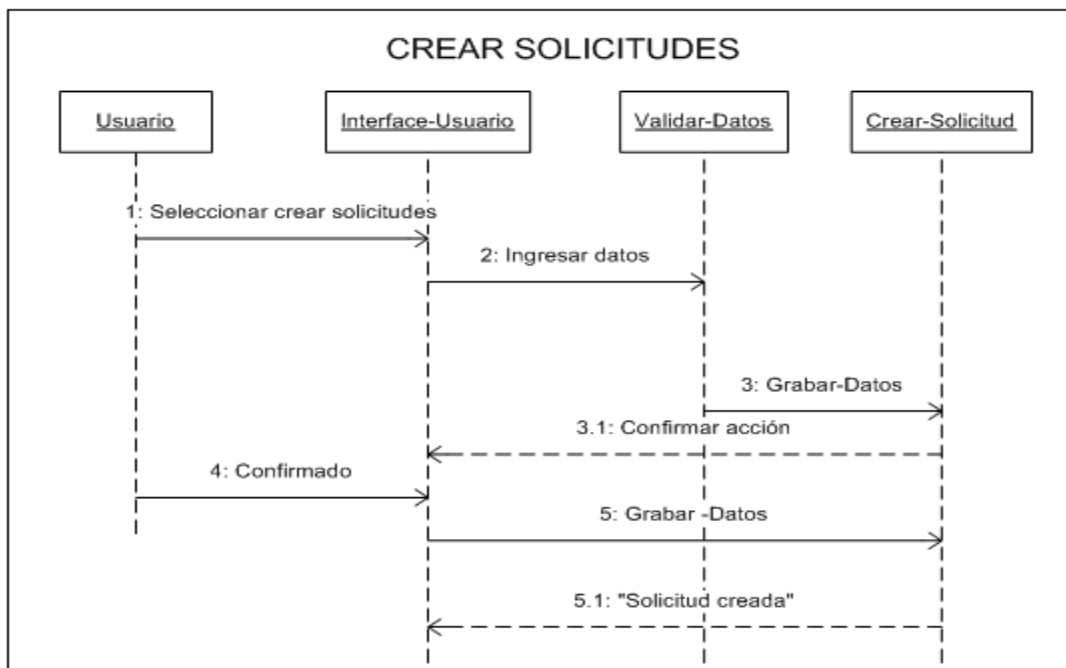 CREAR SOLICITUDES
Usuario
Interface-Usuario
Validar-Datos
Crear-Solicitud
1: Seleccionar crear solicitudes
2: Ingresar datos
3: Grabar-Datos
3.1: Confirmar acción
4: Confirmado
5: Grabar -Datos
5.1: "Solicitud creada"